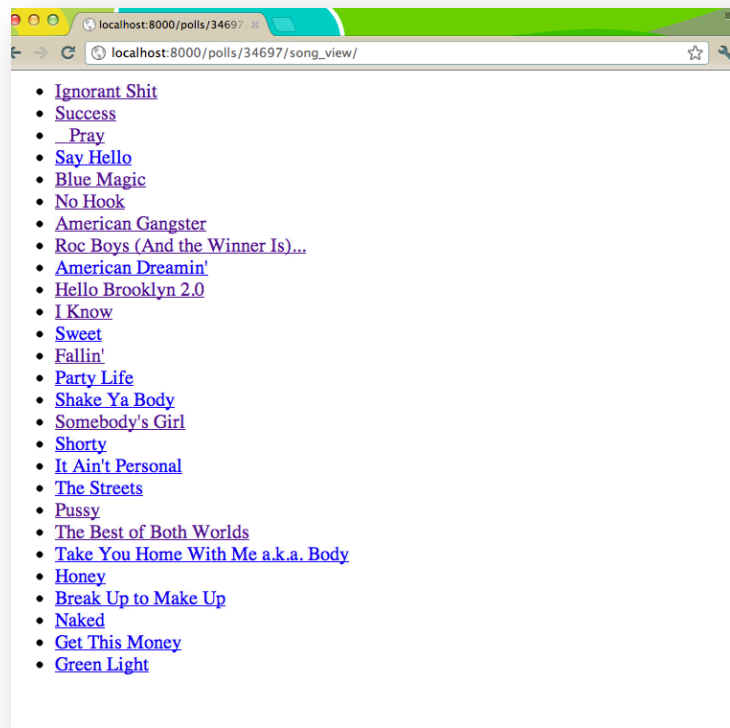 localhost:8000/polls/34697/
localhost:8000/polls/34697/song_view/
Ignorant Shit
Success
Pray
Say Hello
Blue Magic
No Hook
American Gangster
Roc Boys (And the Winner Is)...
American Dreamin'
Hello Brooklyn 2.0
I Know
Sweet
Fallin'
Party Life
Shake Ya Body
Somebody's Girl
Shorty
It Ain't Personal
The Streets
Pussy
The Best of Both Worlds
Take You Home With Me a.k.a. Body
Honey
Break Up to Make Up
Naked
Get This Money
Green Light